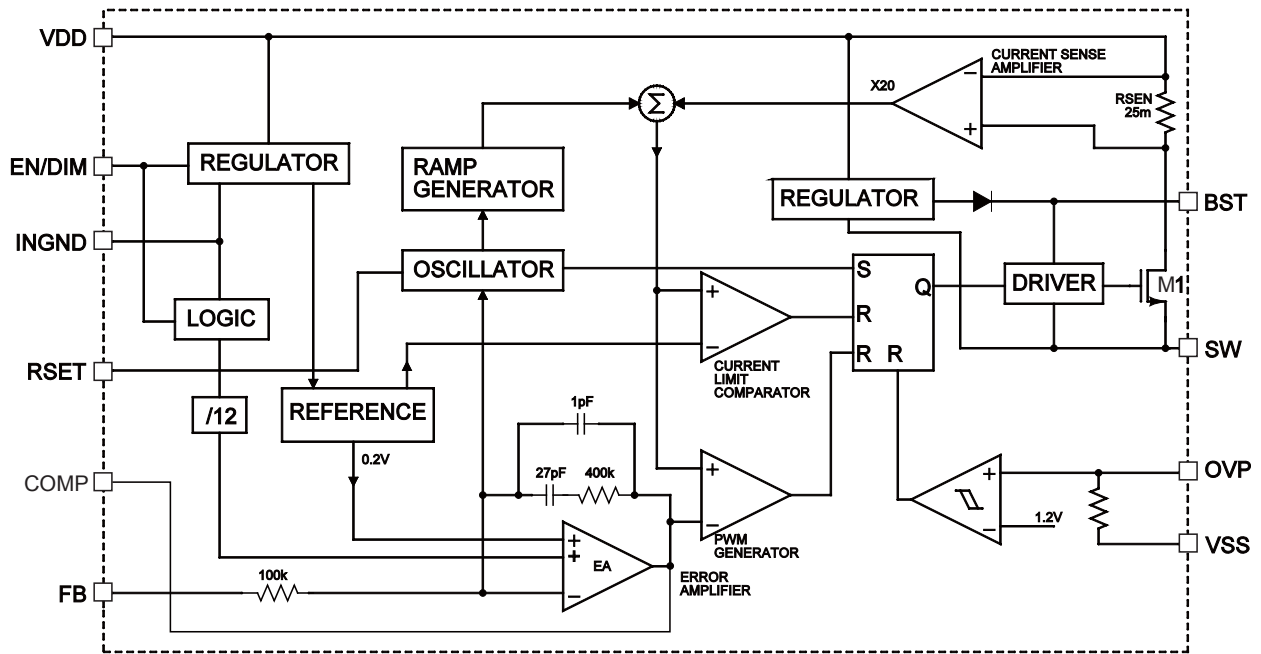 VDD
CURRENT SENSE
AMPLIFIER
X20
−
+
RSEN
25m
Σ
EN/DIM
REGULATOR
RAMP
GENERATOR
REGULATOR
BST
INGND
OSCILLATOR
S
Q
DRIVER
M1
LOGIC
+
−
R
R R
RSET
CURRENT
LIMIT
COMPARATOR
SW
/12
REFERENCE
1pF
0.2V
27pF
400k
COMP
+
−
PWM
GENERATOR
+
−
1.2V
OVP
VSS
+
+
−
EA
ERROR
AMPLIFIER
100k
FB